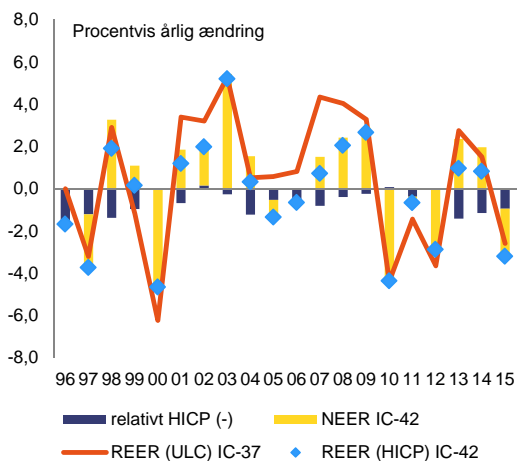 Procentvis årlig ændring
8,0
6,0
4,0
2,0
0,0
-2,0
-4,0
-6,0
-8,0
96 97 98 99 00 01 02 03 04 05 06 07 08 09 10 11 12 13 14 15
relativt HICP (-) NEER IC-42
REER (ULC) IC-37 REER (HICP) IC-42